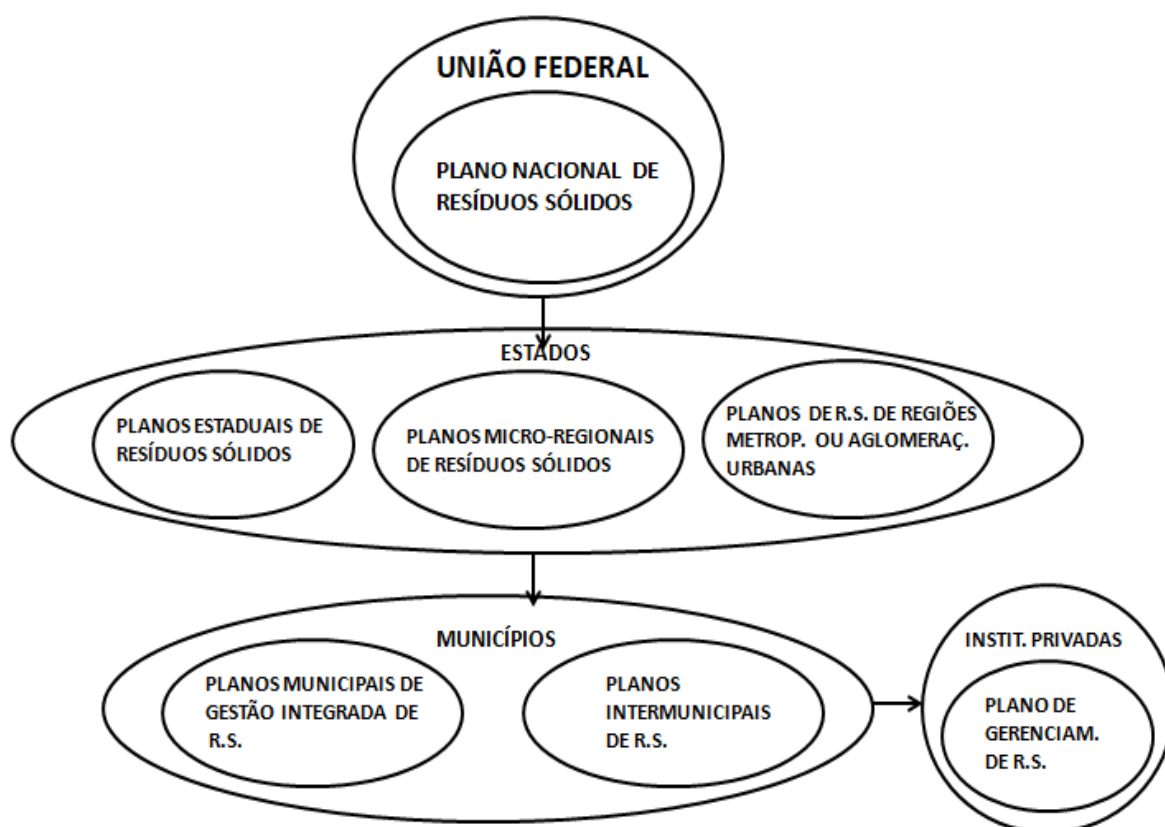 UNIÃO FEDERAL
PLANO NACIONAL DE
RESÍDUOS SÓLIDOS
ESTADOS
PLANOS ESTADUAIS DE
RESÍDUOS SÓLIDOS
PLANOS MICRO-REGIONAIS
DE RESÍDUOS SÓLIDOS
PLANOS DE R.S. DE REGIÕES
METROP. OU AGLOMERAÇ.
URBANAS
MUNICÍPIOS
PLANOS MUNICIPAIS DE
GESTÃO INTEGRADA DE
R.S.
PLANOS
INTERMUNICIPAIS
DE R.S.
INSTIT. PRIVADAS
PLANO DE
GERENCIAM.
DE R.S.